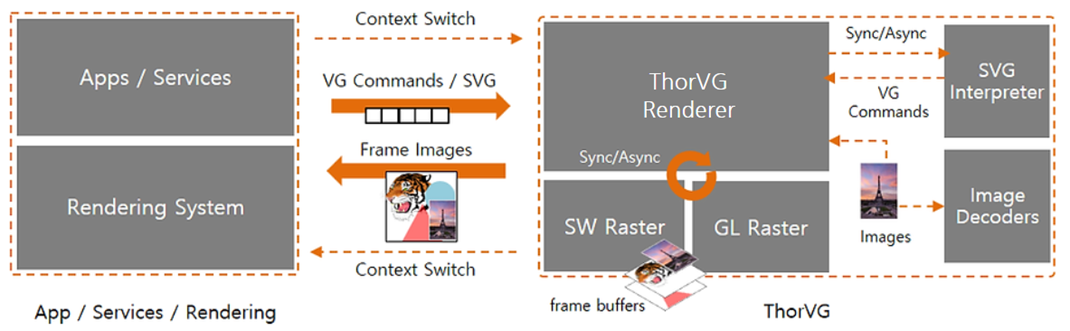 Apps / Services
Rendering System
App / Services / Rendering
Context Switch
VG Commands / SVG
Frame Images
Context Switch
ThorVG
Renderer
Sync/Async
SW Raster
GL Raster
frame buffers
Sync/Async
VG
Commands
SVG
Interpreter
Images
Image
Decoders
ThorVG